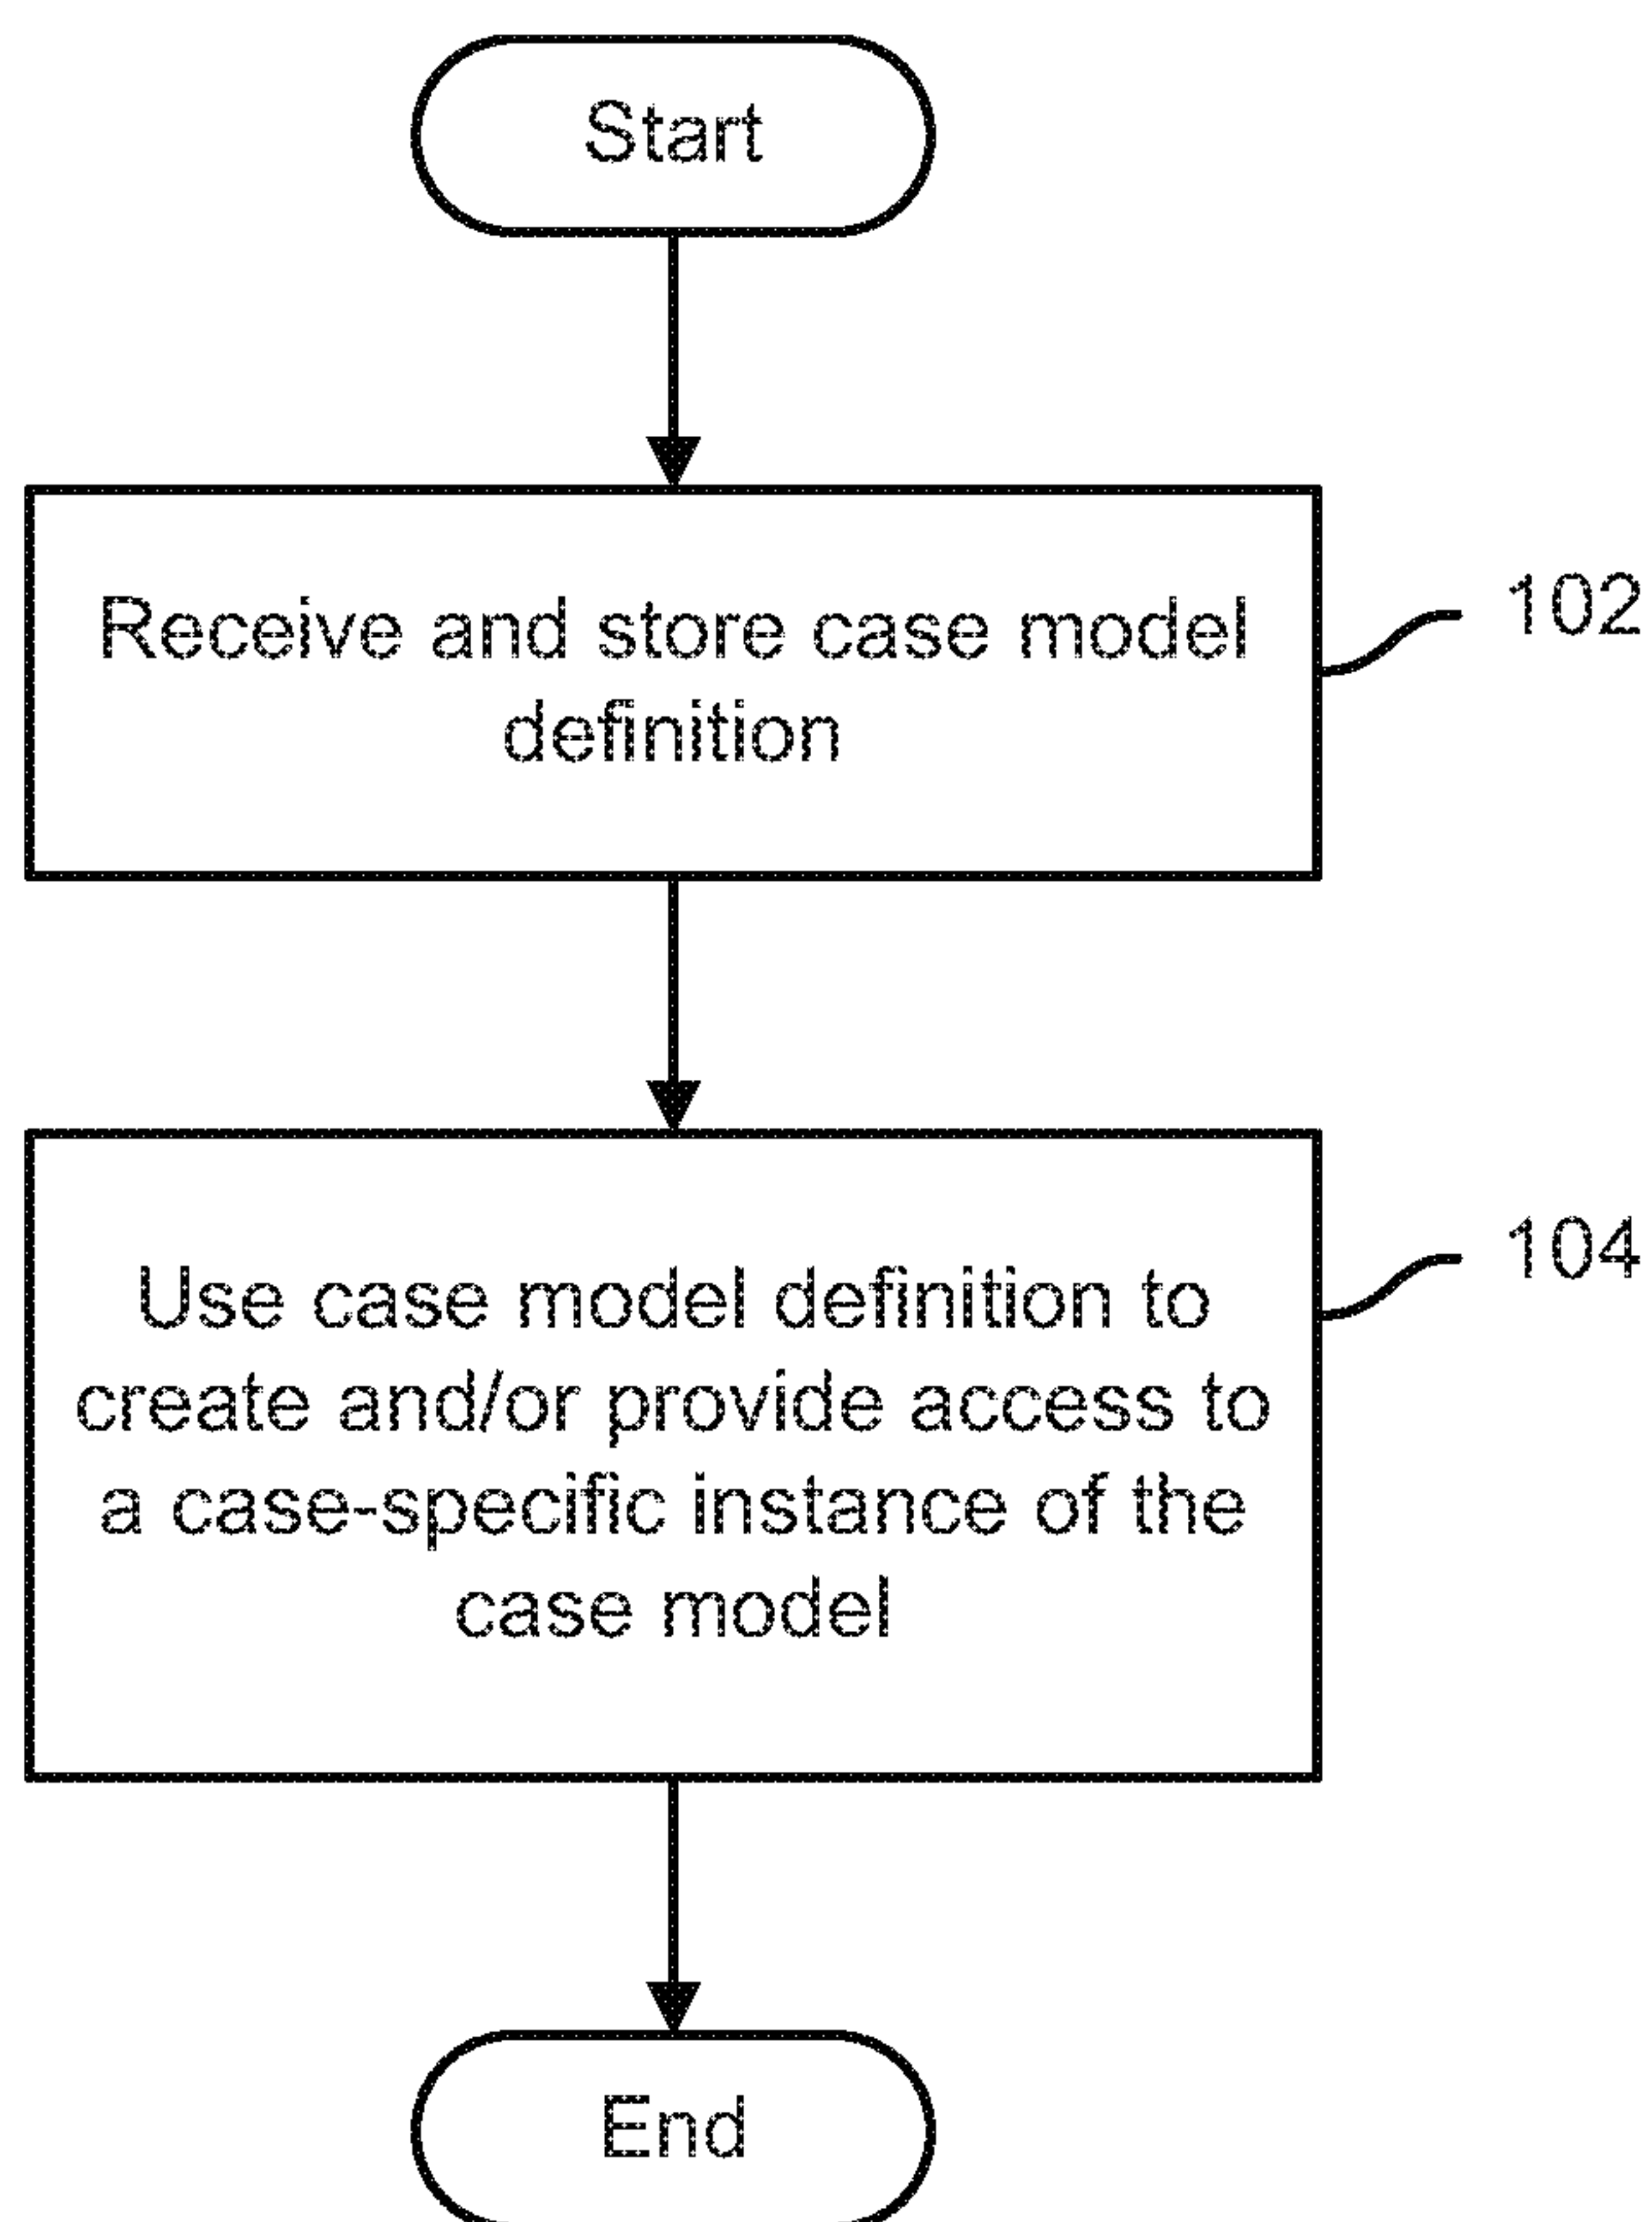 Start
Receive and store case model
definition
102
Use case model definition to
create and/or provide access to
a case-specific instance of the
case model
104
End